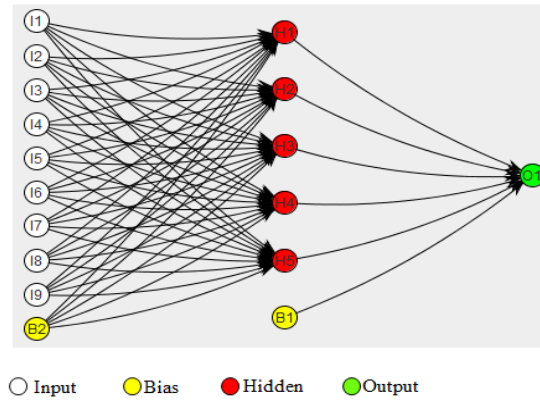 I1
H1
I2
H2
I3
I4
H3
I5
O1
I6
H4
I7
I8
H5
I9
B1
B2
Input Bias Hidden Output